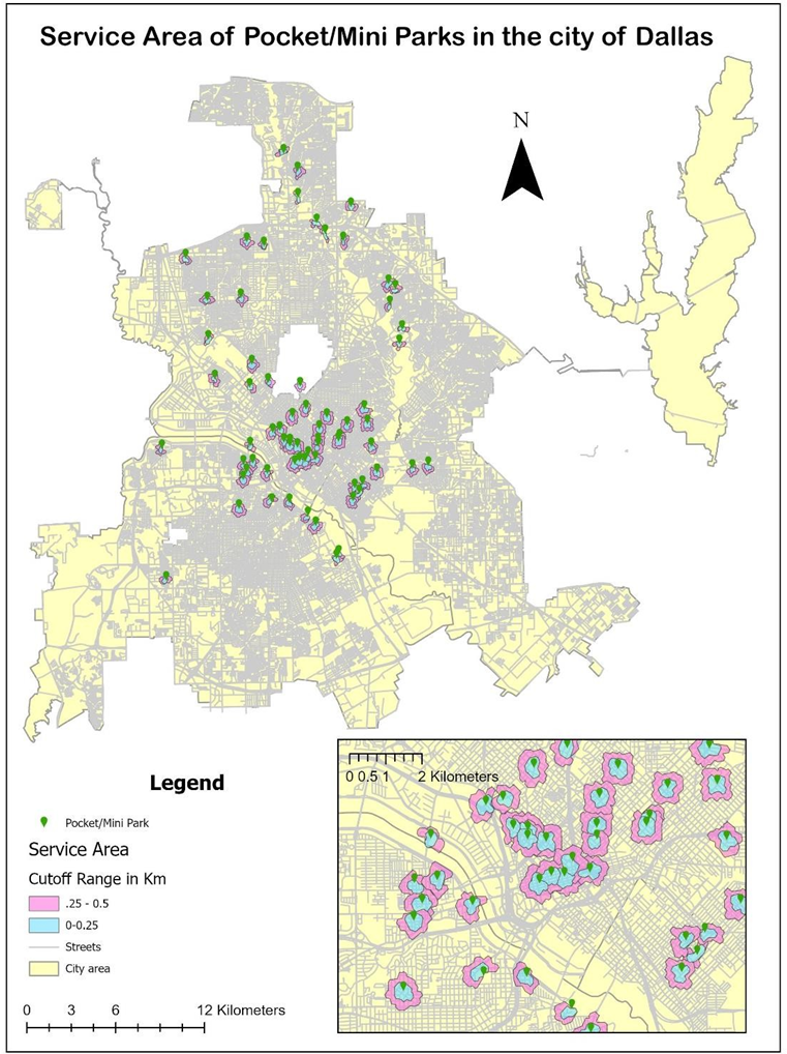 Service Area of Pocket/Mini Parks in the city of Dallas
N
0 0.5 1 2 Kilometers
Legend
Pocket/Mini Park
Service Area
Cutoff Range in Km
.25 - 0.5
0-0.25
Streets
City area
0 3 6 12 Kilometers